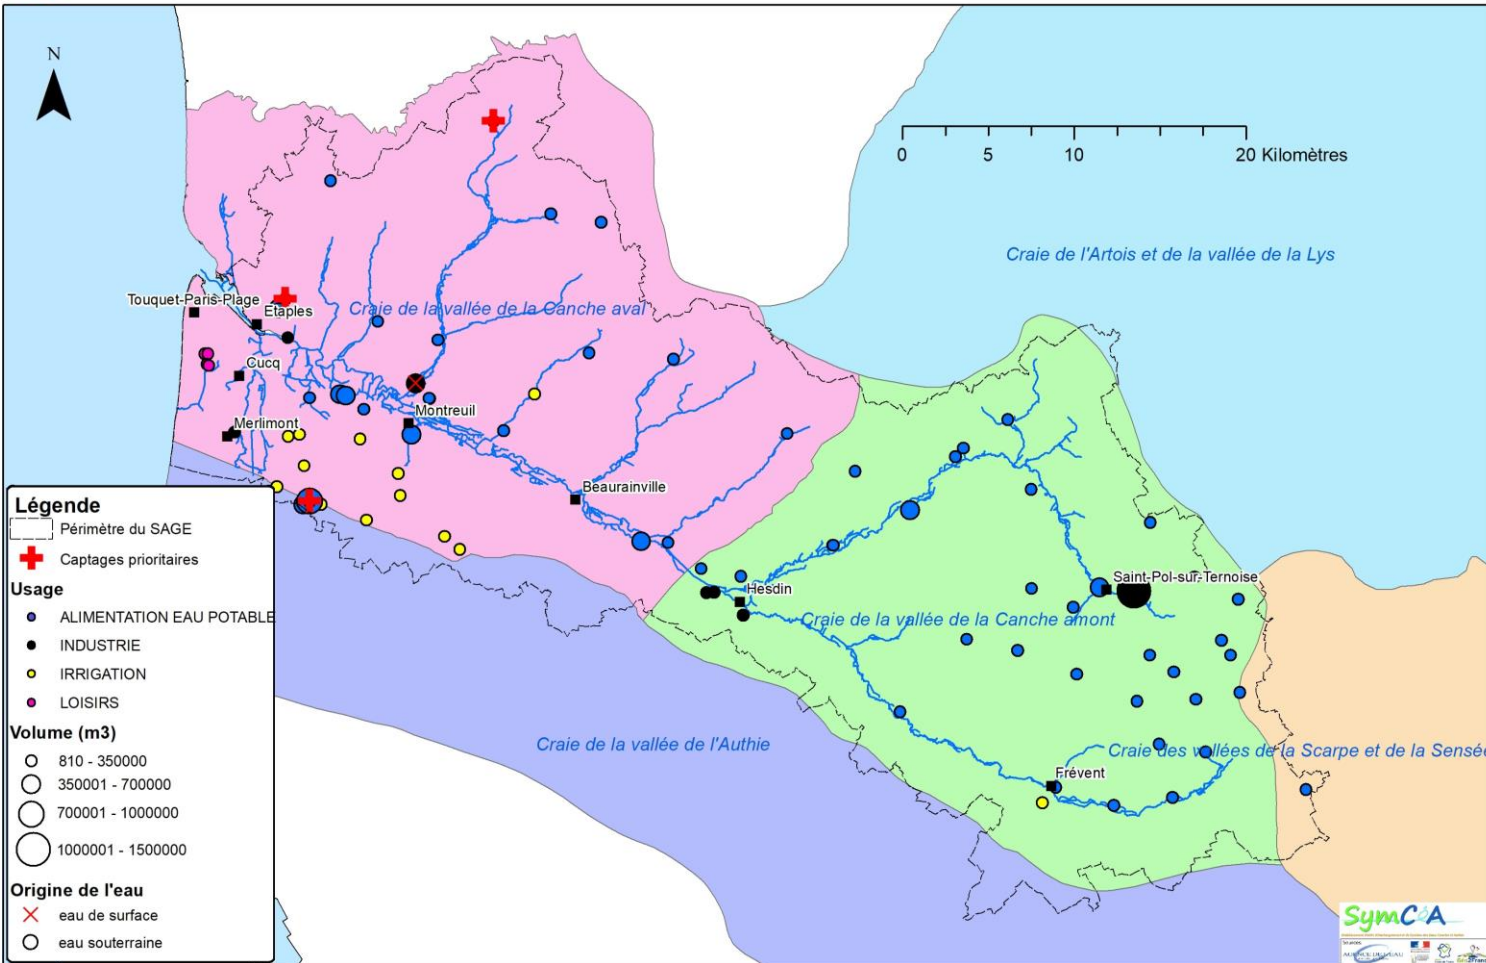 N
0 5 10 20 Kilomètres
Craie de l'Artois et de la vallée de la Lys
Touquet-Paris-Plage
Etaples
Craie de la vallée de la Canche aval
Cucq
Montreuil
Merlimont
Beaurainville
Hesdin
Saint-Pol-sur-Ternoise
Craie de la vallée de la Canche amont
Craie de la vallée de l'Authie
Craie des vallées de la Scarpe et de la Sensée
Frévent
Légende
Périmètre du SAGE
Captages prioritaires
Usage
ALIMENTATION EAU POTABLE
INDUSTRIE
IRRIGATION
LOISIRS
Volume (m3)
810 - 350000
350001 - 700000
700001 - 1000000
1000001 - 1500000
Origine de l'eau
eau de surface
eau souterraine
SymCéA
Sources
AGENCE DE L'EAU